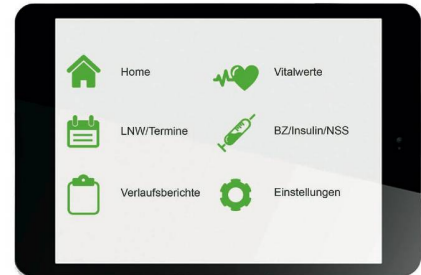 Home
Vitalwerte
LNW/Termine
BZ/Insulin/NSS
Verlaufsberichte
Einstellungen